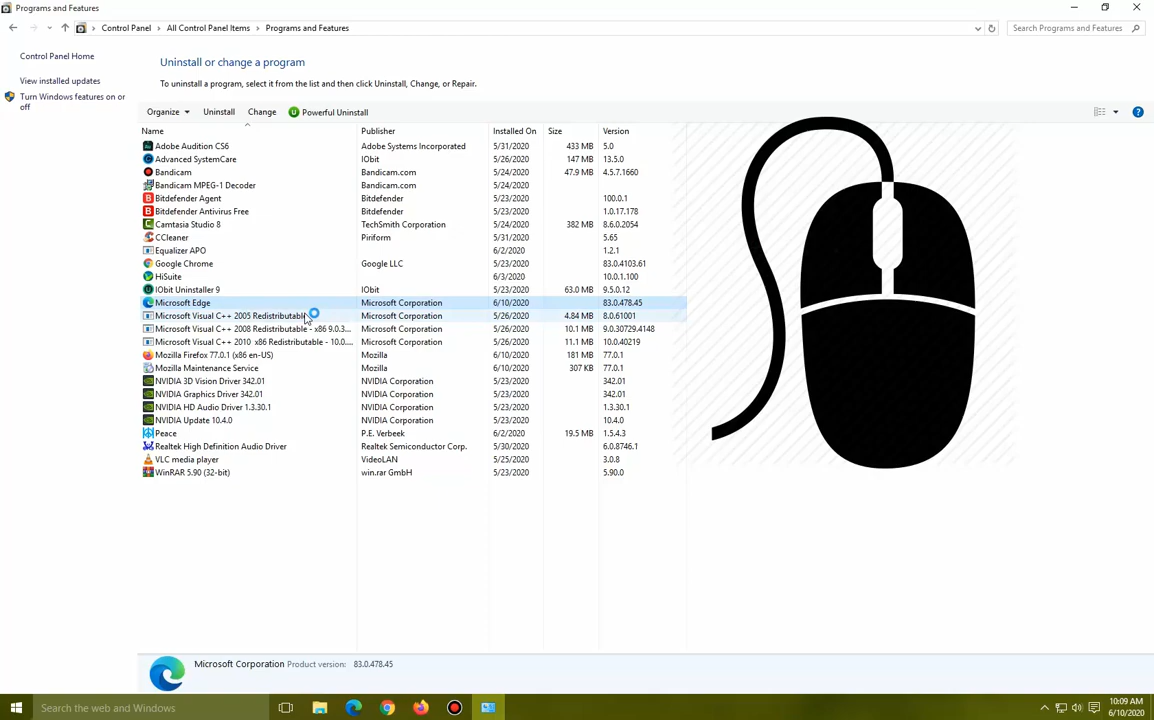 Programs and Features
Control Panel > All Control Panel Items > Programs and Features
Search Programs and Features
Control Panel Home
View installed updates
Turn Windows features on or
off
Uninstall or change a program
To uninstall a program, select it from the list and then click Uninstall, Change, or Repair.
Organize Uninstall Change Powerful Uninstall
Name Publisher Installed On Size Version
Adobe Audition CS6 Adobe Systems Incorporated 5/31/2020 433 MB 5.0
Advanced SystemCare IObit 5/26/2020 147 MB 13.5.0
Bandicam Bandicam.com 5/24/2020 47.9 MB 4.5.7.1660
Bandicam MPEG-1 Decoder Bandicam.com 5/24/2020
Bitdefender Agent Bitdefender 5/23/2020 100.0.1
Bitdefender Antivirus Free Bitdefender 5/23/2020 1.0.17.178
Camtasia Studio 8 TechSmith Corporation 5/24/2020 382 MB 8.6.0.2054
CCleaner Piriform 5/31/2020 5.65
Equalizer APO 6/2/2020 1.2.1
Google Chrome Google LLC 5/23/2020 83.0.4103.61
HiSuite 6/3/2020 10.0.1.100
IObit Uninstaller 9 IObit 5/23/2020 63.0 MB 9.5.0.12
Microsoft Edge Microsoft Corporation 6/10/2020 83.0.478.45
Microsoft Visual C++ 2005 Redistributable Microsoft Corporation 5/26/2020 4.84 MB 8.0.61001
Microsoft Visual C++ 2008 Redistributable - x86 9.0.3... Microsoft Corporation 5/26/2020 10.1 MB 9.0.30729.4148
Microsoft Visual C++ 2010 x86 Redistributable - 10.0.... Microsoft Corporation 5/26/2020 11.1 MB 10.0.40219
Mozilla Firefox 77.0.1 (x86 en-US) Mozilla 6/10/2020 181 MB 77.0.1
Mozilla Maintenance Service Mozilla 6/10/2020 307 KB 77.0.1
NVIDIA 3D Vision Driver 342.01 NVIDIA Corporation 5/23/2020 342.01
NVIDIA Graphics Driver 342.01 NVIDIA Corporation 5/23/2020 342.01
NVIDIA HD Audio Driver 1.3.30.1 NVIDIA Corporation 5/23/2020 1.3.30.1
NVIDIA Update 10.4.0 NVIDIA Corporation 5/23/2020 10.4.0
Peace P.E. Verbeek 6/2/2020 19.5 MB 1.5.4.3
Realtek High Definition Audio Driver Realtek Semiconductor Corp. 5/30/2020 6.0.8746.1
VLC media player VideoLAN 5/25/2020 3.0.8
WinRAR 5.90 (32-bit) win.rar GmbH 5/23/2020 5.90.0
Microsoft Corporation Product version: 83.0.478.45
Search the web and Windows
10:09 AM
6/10/2020